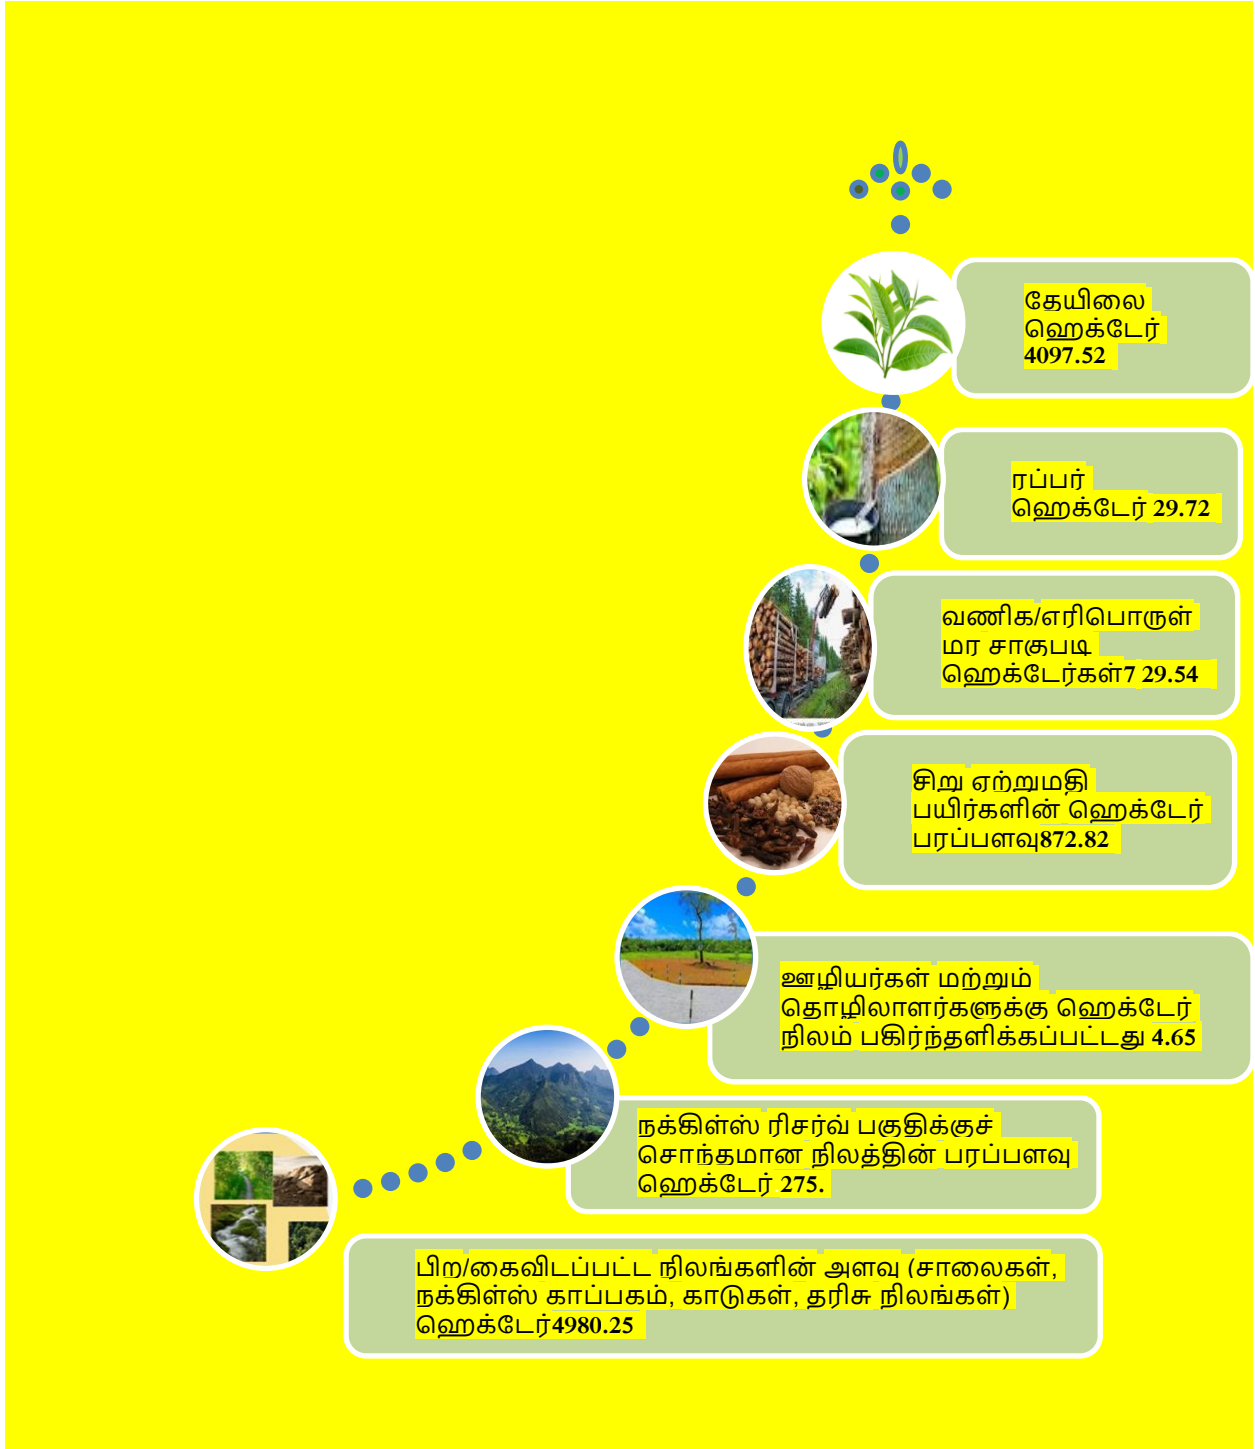 தேயிலை
ஹெக்டேர்
4097.52
ரப்பர்
ஹெக்டேர் 29.72
வணிக/எரிபொருள்
மர சாகுபடி
ஹெக்டேர்கள்7 29.54
சிறு ஏற்றுமதி
பயிர்களின் ஹெக்டேர்
பரப்பளவு872.82
ஊழியர்கள் மற்றும்
தொழிலாளர்களுக்கு ஹெக்டேர்
நிலம் பகிர்ந்தளிக்கப்பட்டது 4.65
நக்கிள்ஸ் ரிசர்வ் பகுதிக்குச்
சொந்தமான நிலத்தின் பரப்பளவு
ஹெக்டேர் 275.
பிற/கைவிடப்பட்ட நிலங்களின் அளவு (சாலைகள்,
நக்கிள்ஸ் காப்பகம், காடுகள், தரிசு நிலங்கள்)
ஹெக்டேர்4980.25